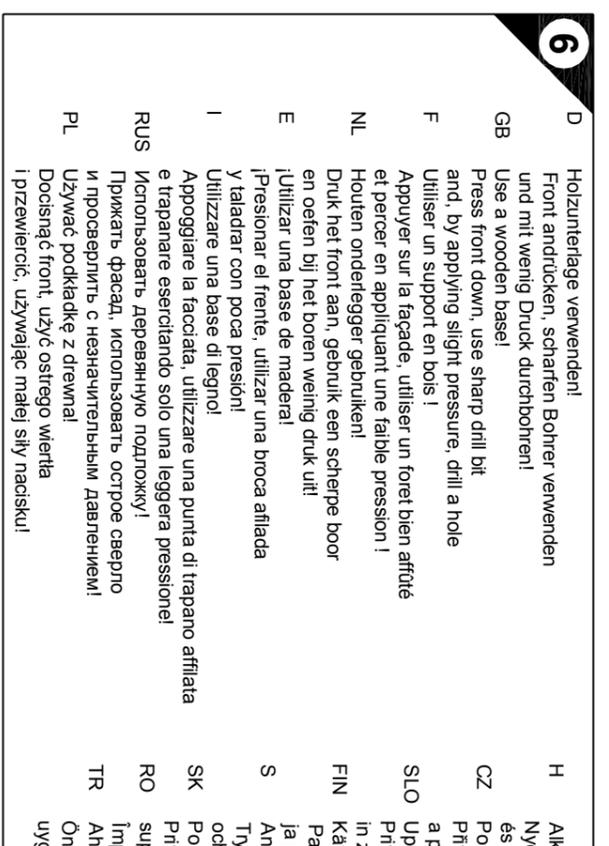 6
D Holzunterlage verwenden!
Front andrücken, scharfen Bohrer verwenden
und mit wenig Druck durchbohren!
GB Use a wooden base!
Press front down, use sharp drill bit
and, by applying slight pressure, drill a hole
F Utiliser un support en bois !
Appuyer sur la façade, utiliser un foret bien affûté
et percer en appliquant une faible pression !
NL Houten onderlegger gebruiken!
Druk het front aan, gebruik een scherpe boor
en oefen bij het boren weinig druk uit!
E ¡Utilizar una base de madera!
¡Presionar el frente, utilizar una broca afilada
y taladrar con poca presión!
I Utilizzare una base di legno!
Appoggiare la facciata, utilizzare una punta di trapano affilata
e trapanare esercitando solo una leggera pressione!
RUS Использовать деревянную подложку!
Прижать фасад, использовать острое сверло
и просверлить с незначительным давлением!
PL Używać podkładkę z drewna!
Docisnąć front, użyć ostrego wiertła
i przewiercić, używając małej siły nacisku!
H
és
CZ
a
SLO
in
FIN
ja
S
och
SK
RO
TR